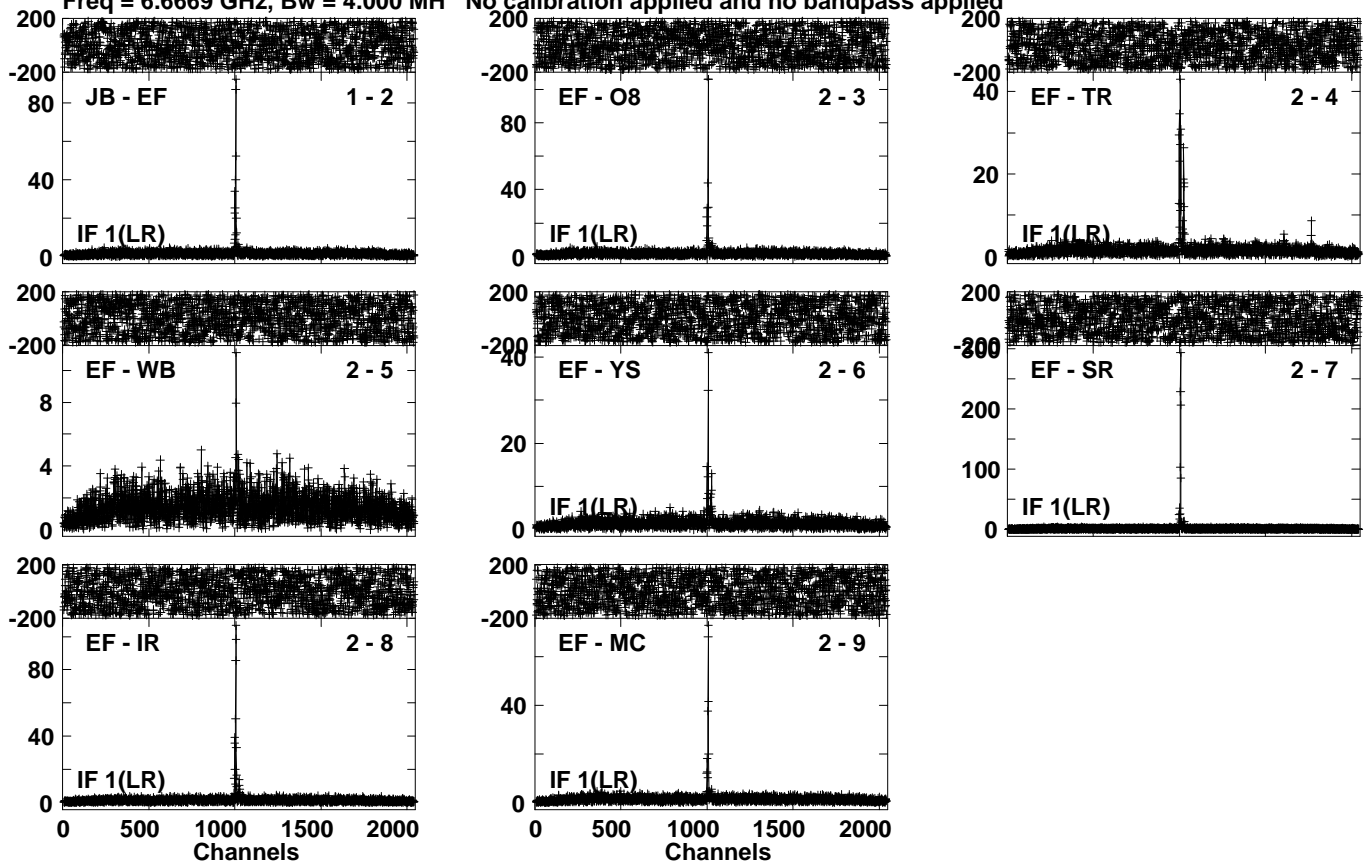 Freq = 6.6669 GHz, Bw = 4.000 MH No calibration applied and no bandpass applied
200 200 200
-200 -200 -200
JB - EF 1 - 2 EF - O8 2 - 3 EF - TR 2 - 4
80 80 40
40 40 20
IF 1(LR) IF 1(LR) IF 1(LR)
0 0 0
200 200 200
-200 -200 -200
40 300
EF - WB 2 - 5 EF - YS 2 - 6 EF - SR 2 - 7
8 200
4 20 100
IF 1(LR) IF 1(LR)
0 0 0
200 200
-200 -200
EF - IR 2 - 8 EF - MC 2 - 9
80
40 40
IF 1(LR) IF 1(LR)
0 0
0 500 1000 1500 2000 0 500 1000 1500 2000
Channels Channels